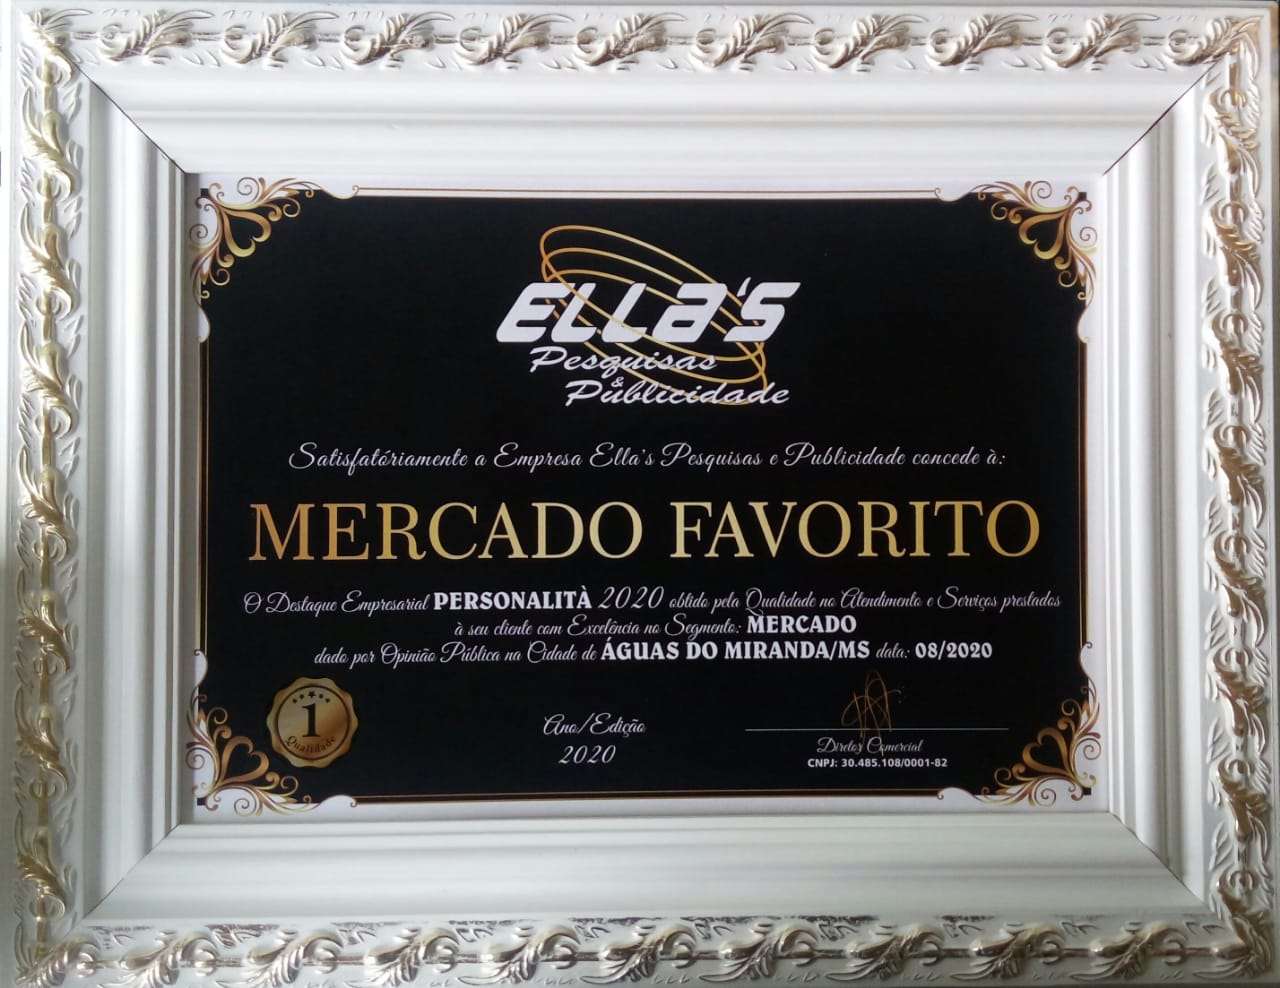 ELLA'S
Pesquisas
&
Publicidade
Satisfatóriamente a Empresa Ella's Pesquisas e Publicidade concede à:
MERCADO FAVORITO
O Destaque Empresarial PERSONALITÀ 2020 obtido pela Qualidade no Atendimento e Serviços prestados
à seu cliente com Excelência no Segmento: MERCADO
dado por Opinião Pública na Cidade de ÁGUAS DO MIRANDA/MS data: 08/2020
1
Qualidade
Ano/Edição
2020
Diretor Comercial
CNPJ: 30.485.108/0001-82